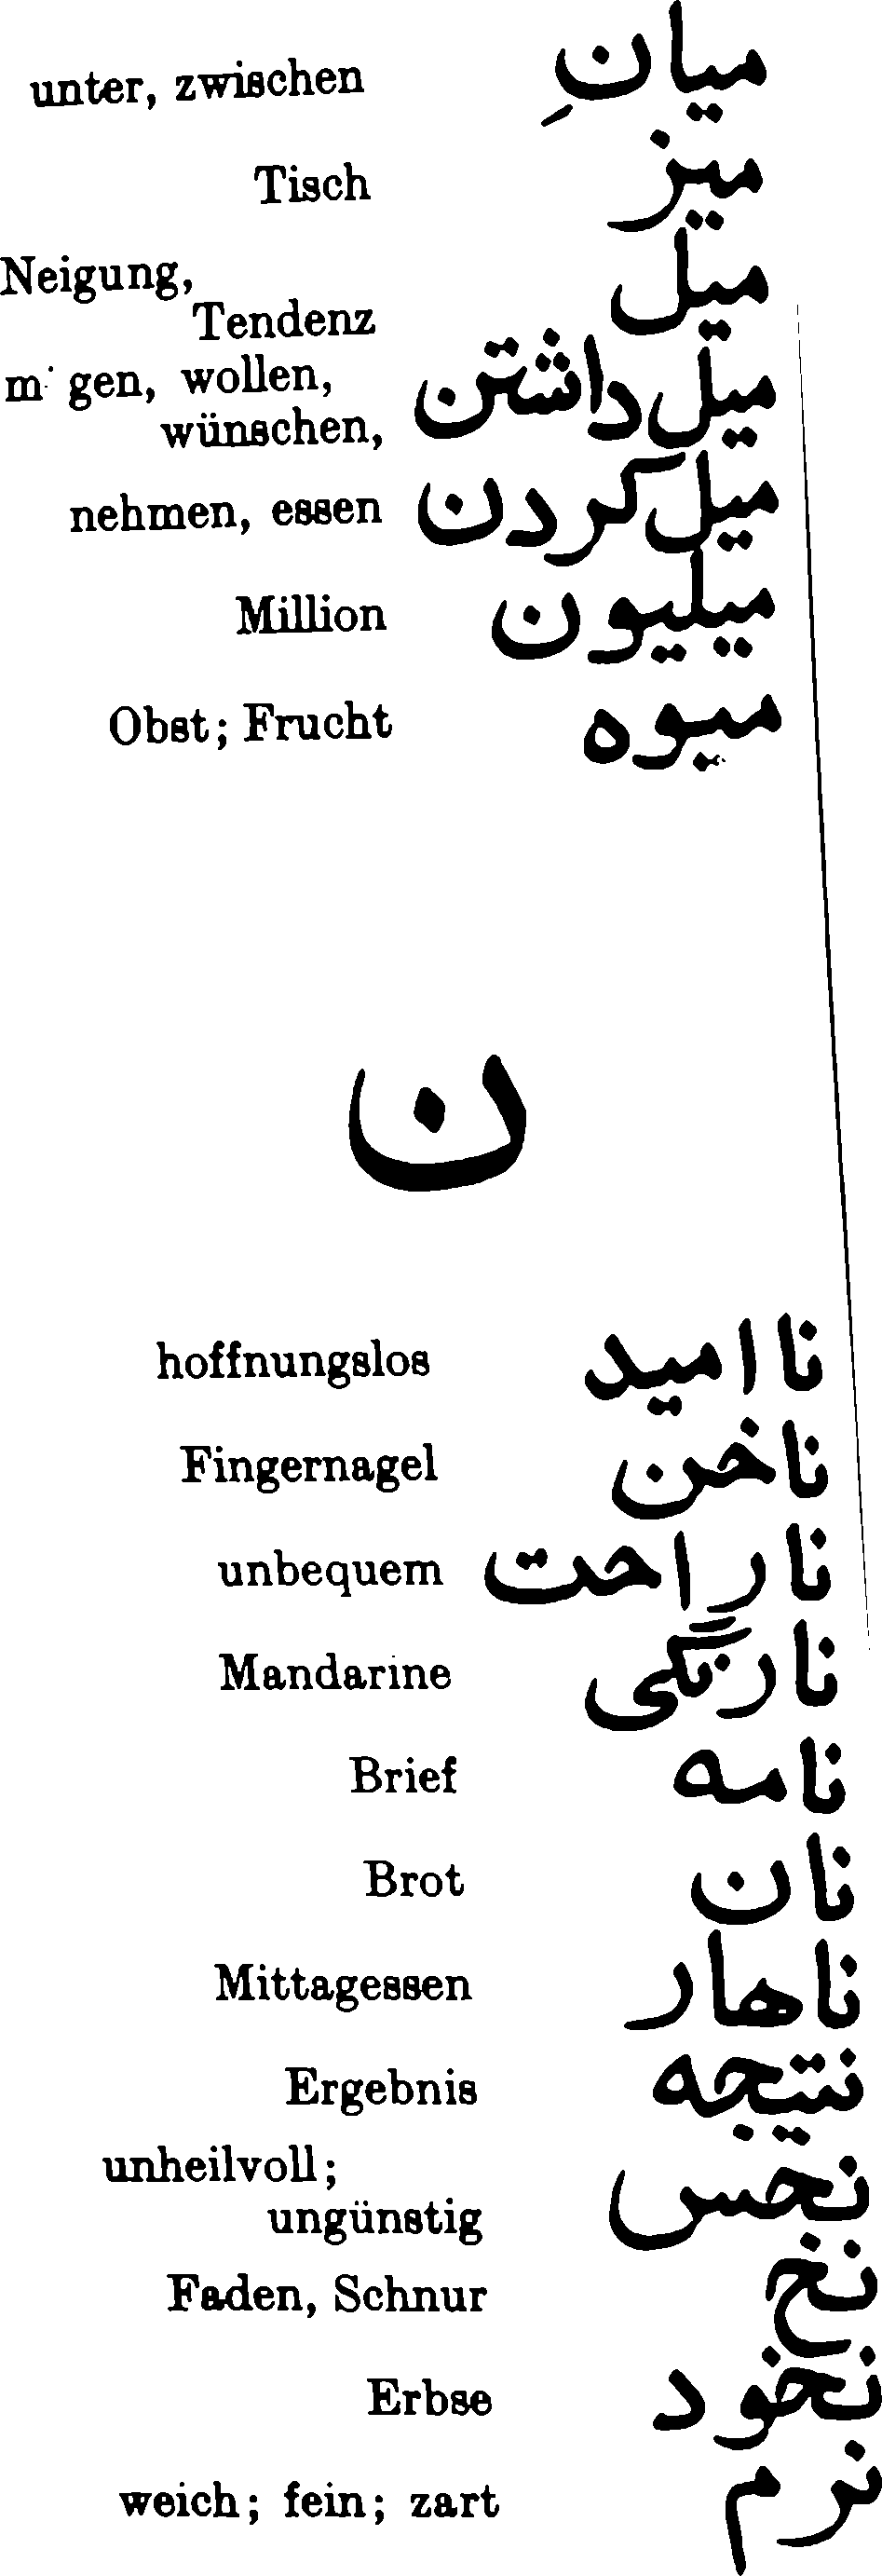 unter, zwischen میانِ
Tisch میز
Neigung,
Tendenz میل
gen, wollen,
wünschen, میل داشتن
nehmen, essen میل کردن
Million میلیون
Obst; Frucht میوه
ن
hoffnungslos نا امید
Fingernagel ناخن
unbequem ناراحت
Mandarine نارنگی
Brief نامه
Brot نان
Mittagessen ناهار
Ergebnis نتیجه
unheilvoll;
ungünstig نحس
Faden, Schnur نخ
Erbse نخود
weich; fein; zart نرم